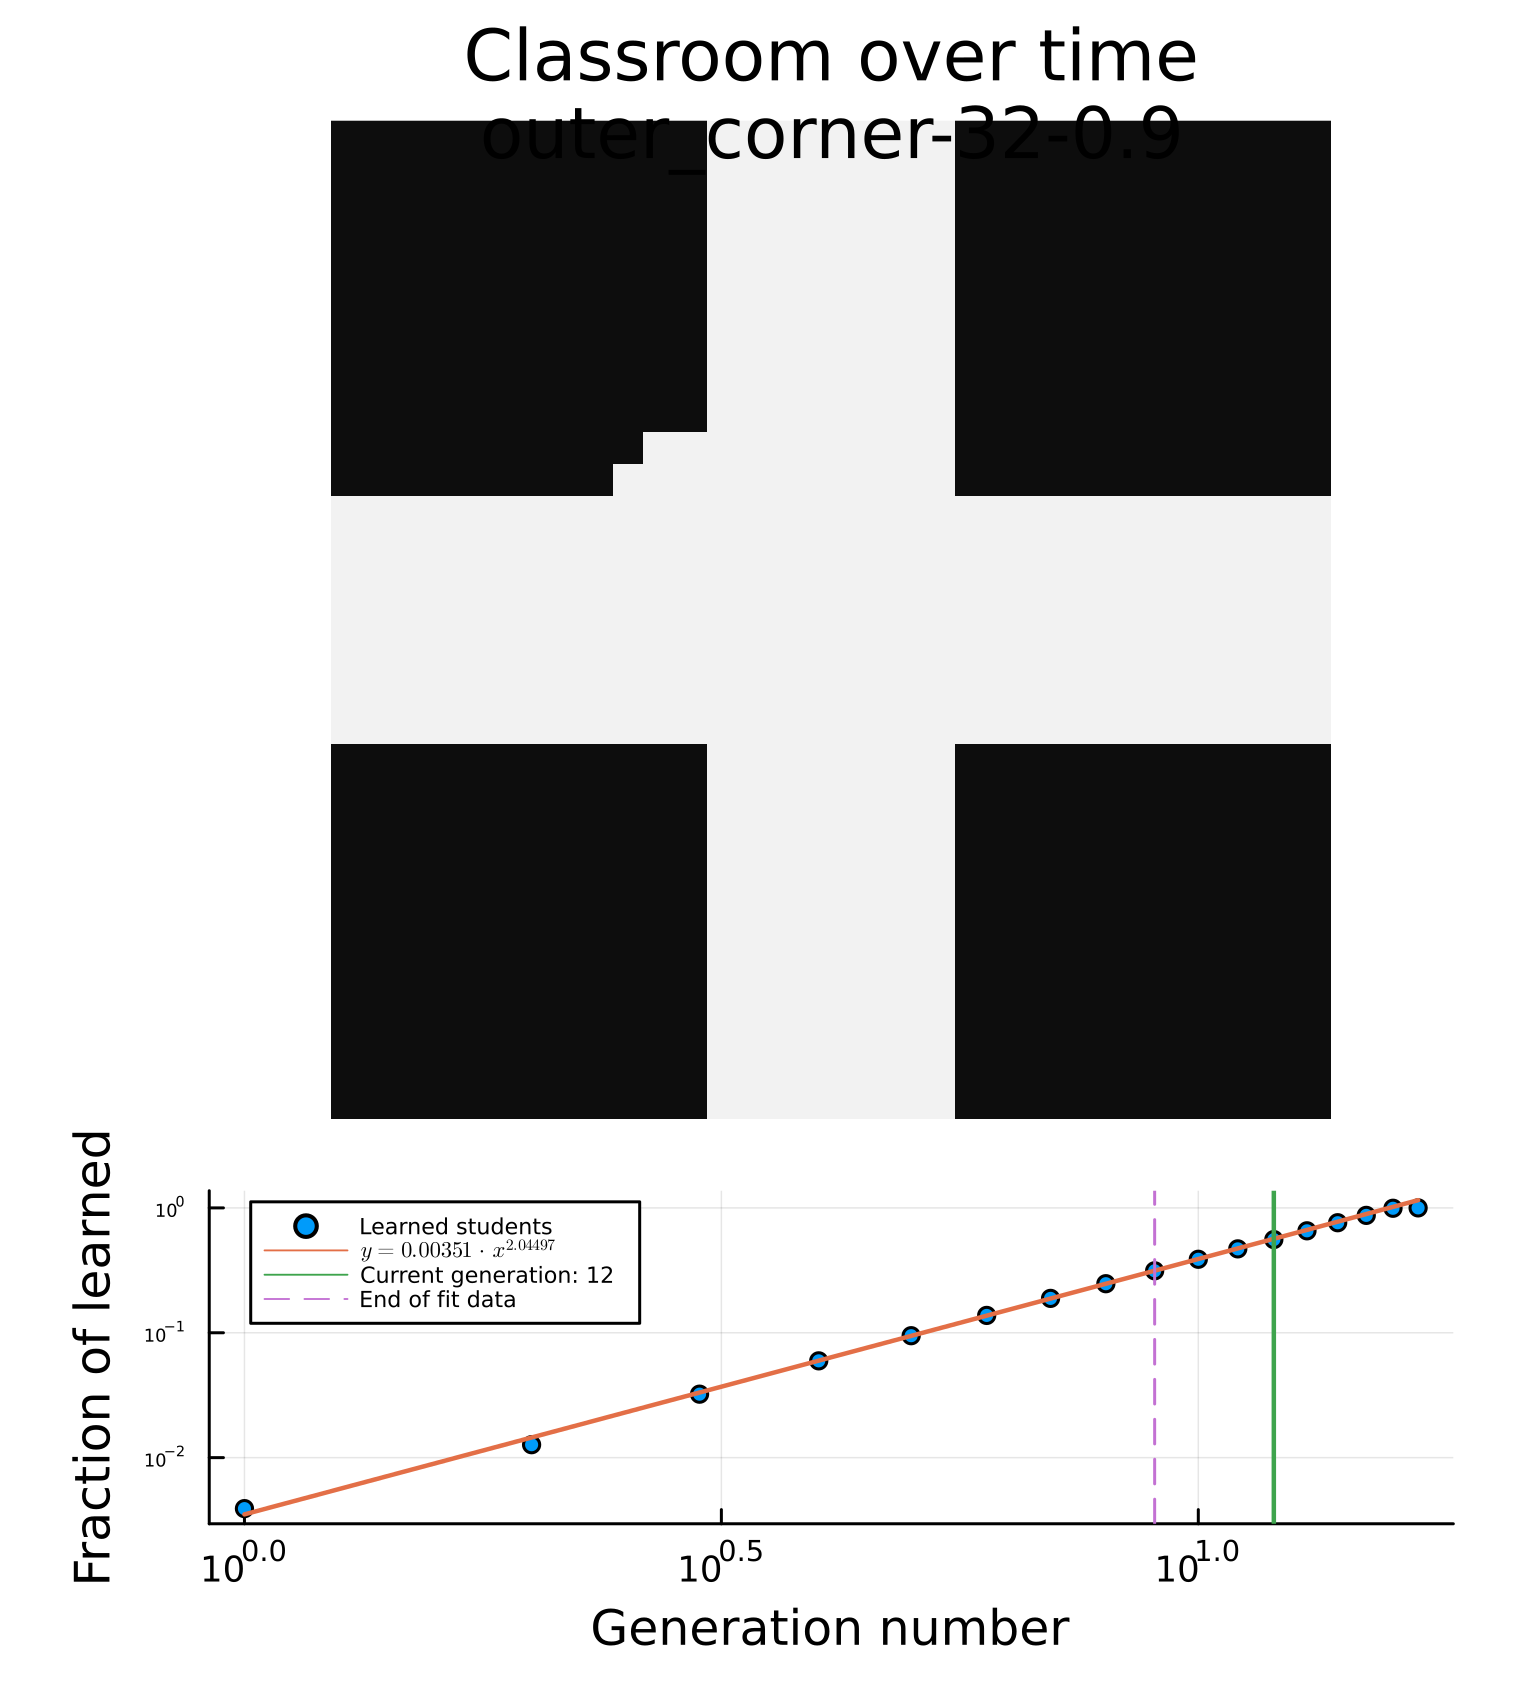 Classroom over time
outer_corner-32-0.9
Fraction of learned
10^0
10^−1
10^−2
Learned students
y = 0.00351 · x^2.04497
Current generation: 12
End of fit data
10^0.0 10^0.5 10^1.0
Generation number